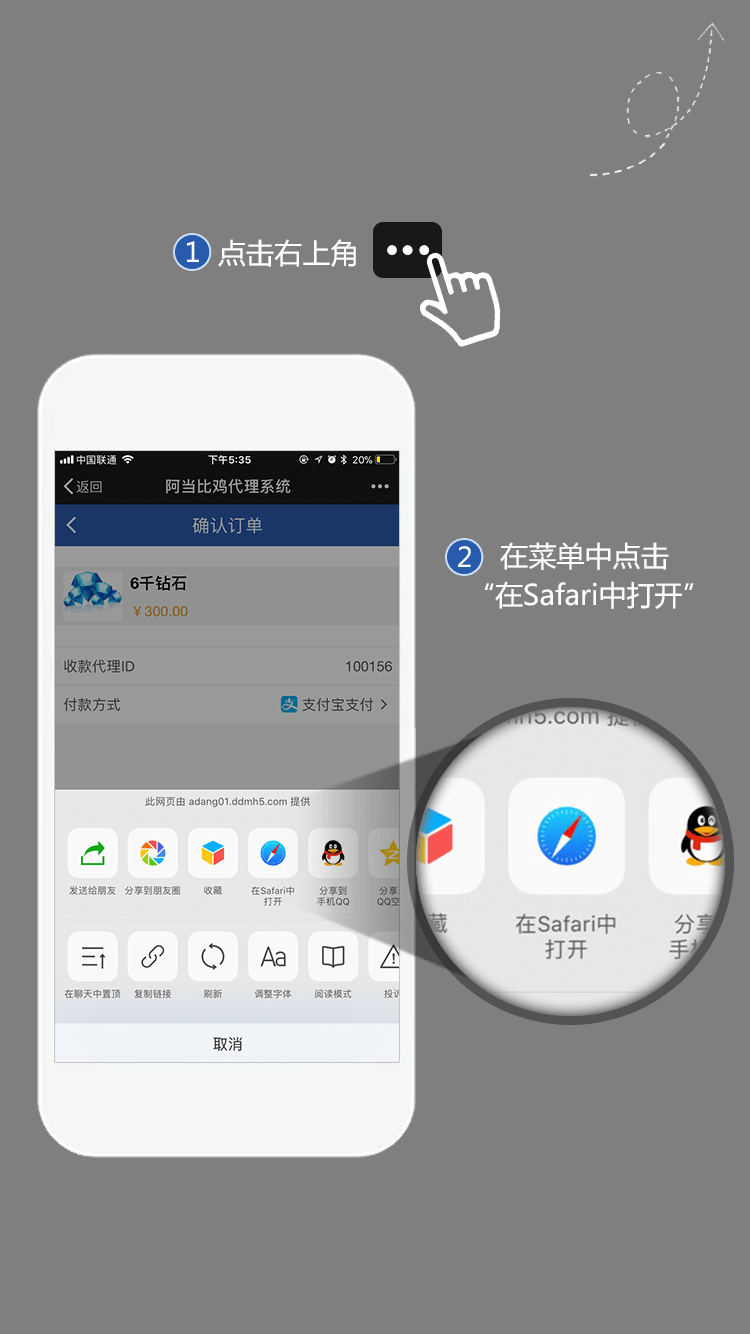 1 点击右上角
中国联通 下午5:35 20%
返回 阿当比鸡代理系统
确认订单
6千钻石
￥300.00
收款代理ID 100156
付款方式 支付宝支付
2 在菜单中点击
“在Safari中打开”
此网页由 adang01.ddmh5.com 提供
发送给朋友 分享到朋友圈 收藏 在Safari中 分享到 分享
打开 手机QQ QQ空
在聊天中置顶 复制链接 刷新 调整字体 阅读模式 投诉
取消
mh5.com 提
藏 在Safari中 分享
打开 手